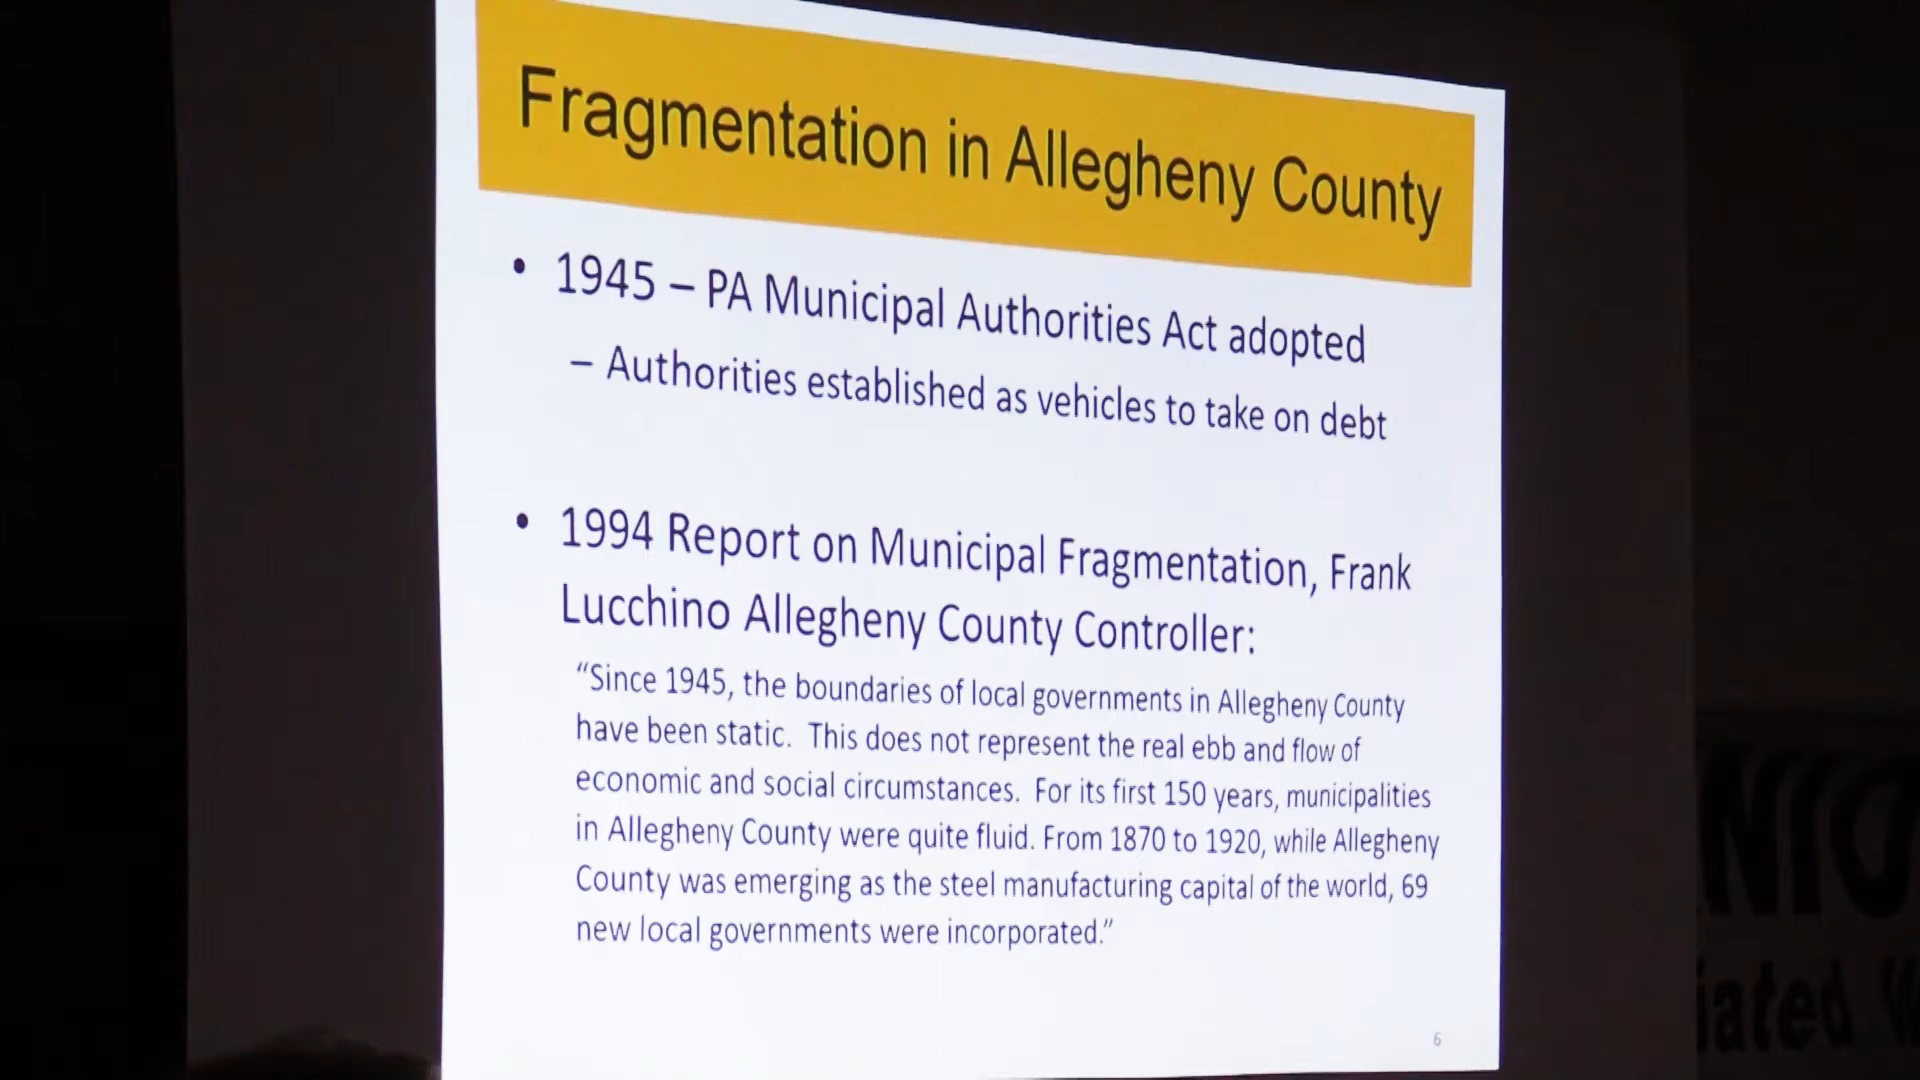 Fragmentation in Allegheny County
• 1945 – PA Municipal Authorities Act adopted
– Authorities established as vehicles to take on debt
• 1994 Report on Municipal Fragmentation, Frank
Lucchino Allegheny County Controller:
“Since 1945, the boundaries of local governments in Allegheny County
have been static.  This does not represent the real ebb and flow of
economic and social circumstances.  For its first 150 years, municipalities
in Allegheny County were quite fluid. From 1870 to 1920, while Allegheny
County was emerging as the steel manufacturing capital of the world, 69
new local governments were incorporated.”
6